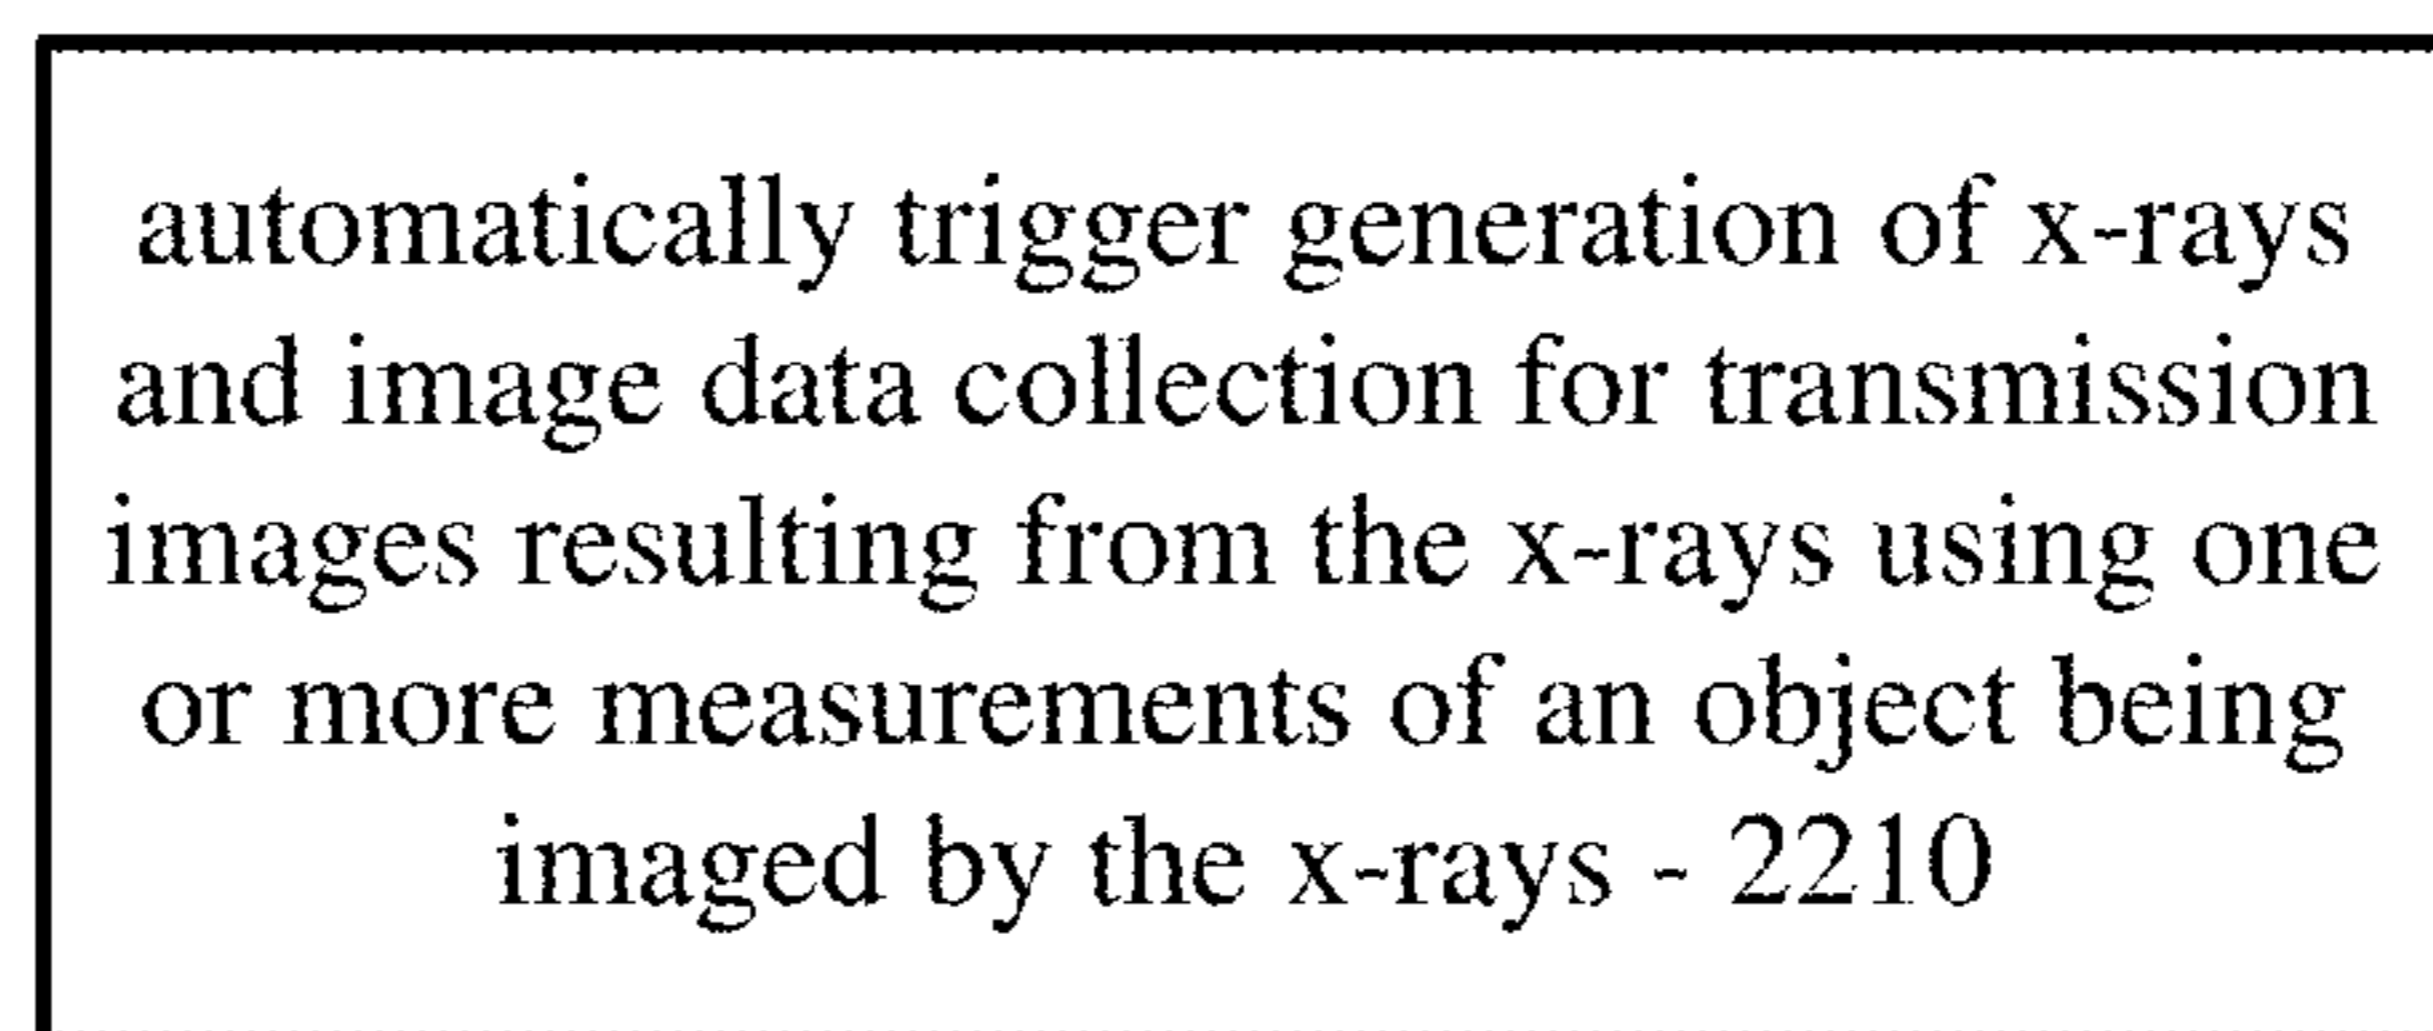 automatically trigger generation of x-rays
and image data collection for transmission
images resulting from the x-rays using one
or more measurements of an object being
imaged by the x-rays - 2210